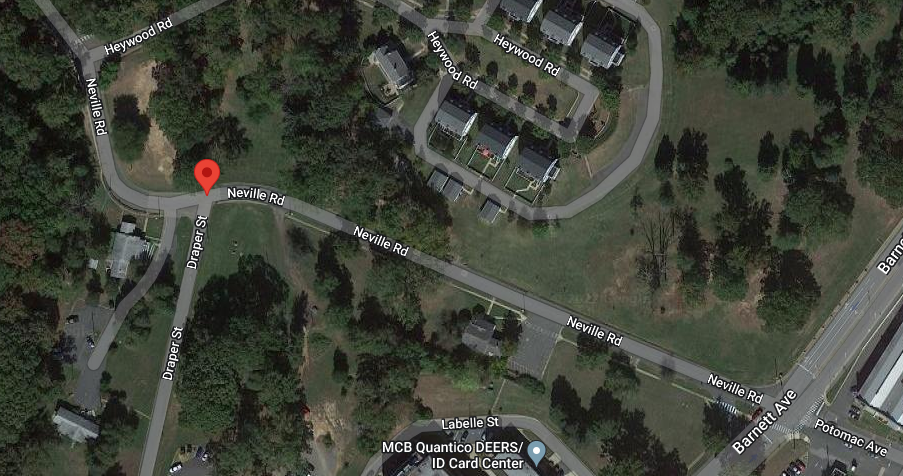 Heywood Rd
Heywood Rd
Heywood Rd
Neville Rd
Neville Rd
Draper St
Neville Rd
Barne
Neville Rd
Draper St
Neville Rd
Barnett Ave
Labelle St
Potomac Ave
MCB Quantico DEERS/
ID Card Center